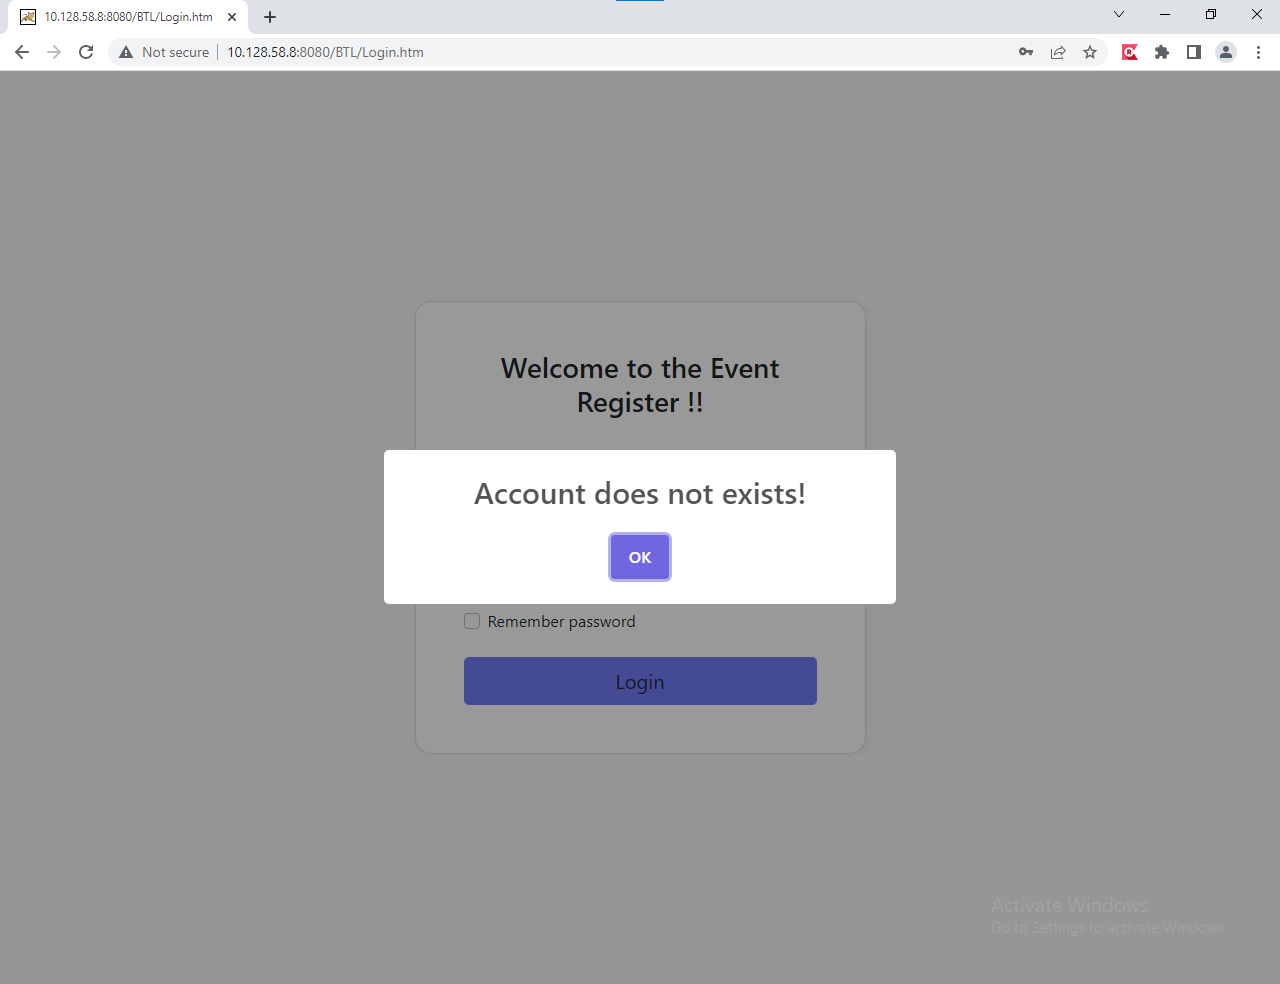 10.128.58.8:8080/BTL/Login.htm
Not secure
10.128.58.8:8080/BTL/Login.htm
Welcome to the Event
Register !!
Account does not exists!
OK
Remember password
Login
Activate Windows
Go to Settings to activate Windows.